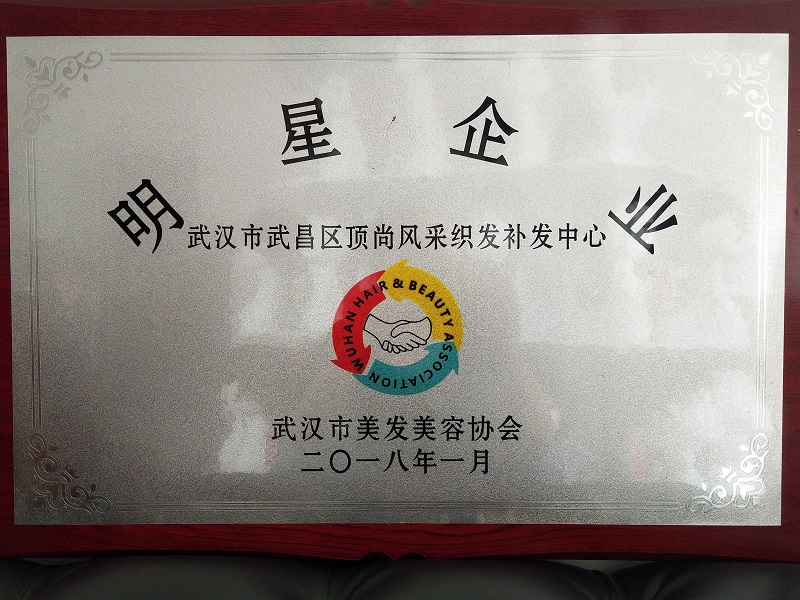 明星企业
武汉市武昌区顶尚风采织发补发中心
WUHAN HAIR & BEAUTY ASSOCIATION
武汉市美发美容协会
二〇一八年一月